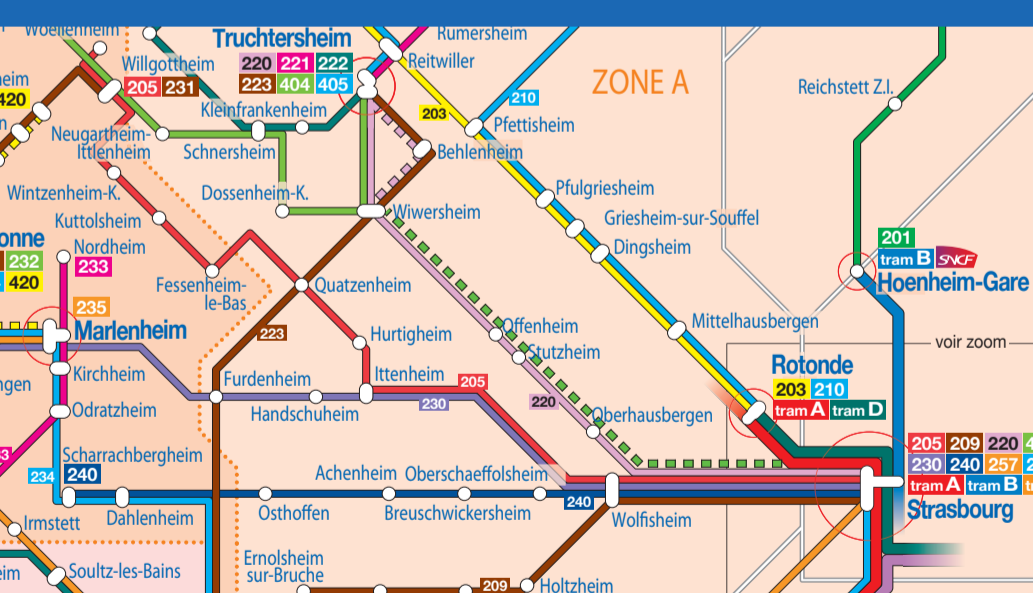 Woellenheim
Truchtersheim
Rumersheim
Willgottheim
220 221 222
Reitwiller
ZONE A
205 231
223 404 405
Reichstett Z.I.
420
Kleinfrankenheim
203
210
Pfettisheim
Neugartheim-
Ittlenheim
Schnersheim
Behlenheim
Wintzenheim-K.
Dossenheim-K.
Pfulgriesheim
Kuttolsheim
Wiwersheim
Griesheim-sur-Souffel
onne
Nordheim
Dingsheim
201
232
233
tram B SNCF
420
Fessenheim-
le-Bas
Quatzenheim
Hoenheim-Gare
235
Marlenheim
223
Hurtigheim
Offenheim
Mittelhausbergen
voir zoom
Stutzheim
Kirchheim
Furdenheim
Ittenheim
205
Rotonde
ngen
230
220
203 210
Odratzheim
Handschuheim
Oberhausbergen
tram A tram D
205 209 220
Scharrachbergheim
Achenheim
Oberschaeffolsheim
230 240 257
234
240
240
tram A tram B
Strasbourg
Irmstett
Dahlenheim
Osthoffen
Breuschwickersheim
Wolfisheim
Soultz-les-Bains
Ernolsheim
sur-Bruche
209
Holtzheim